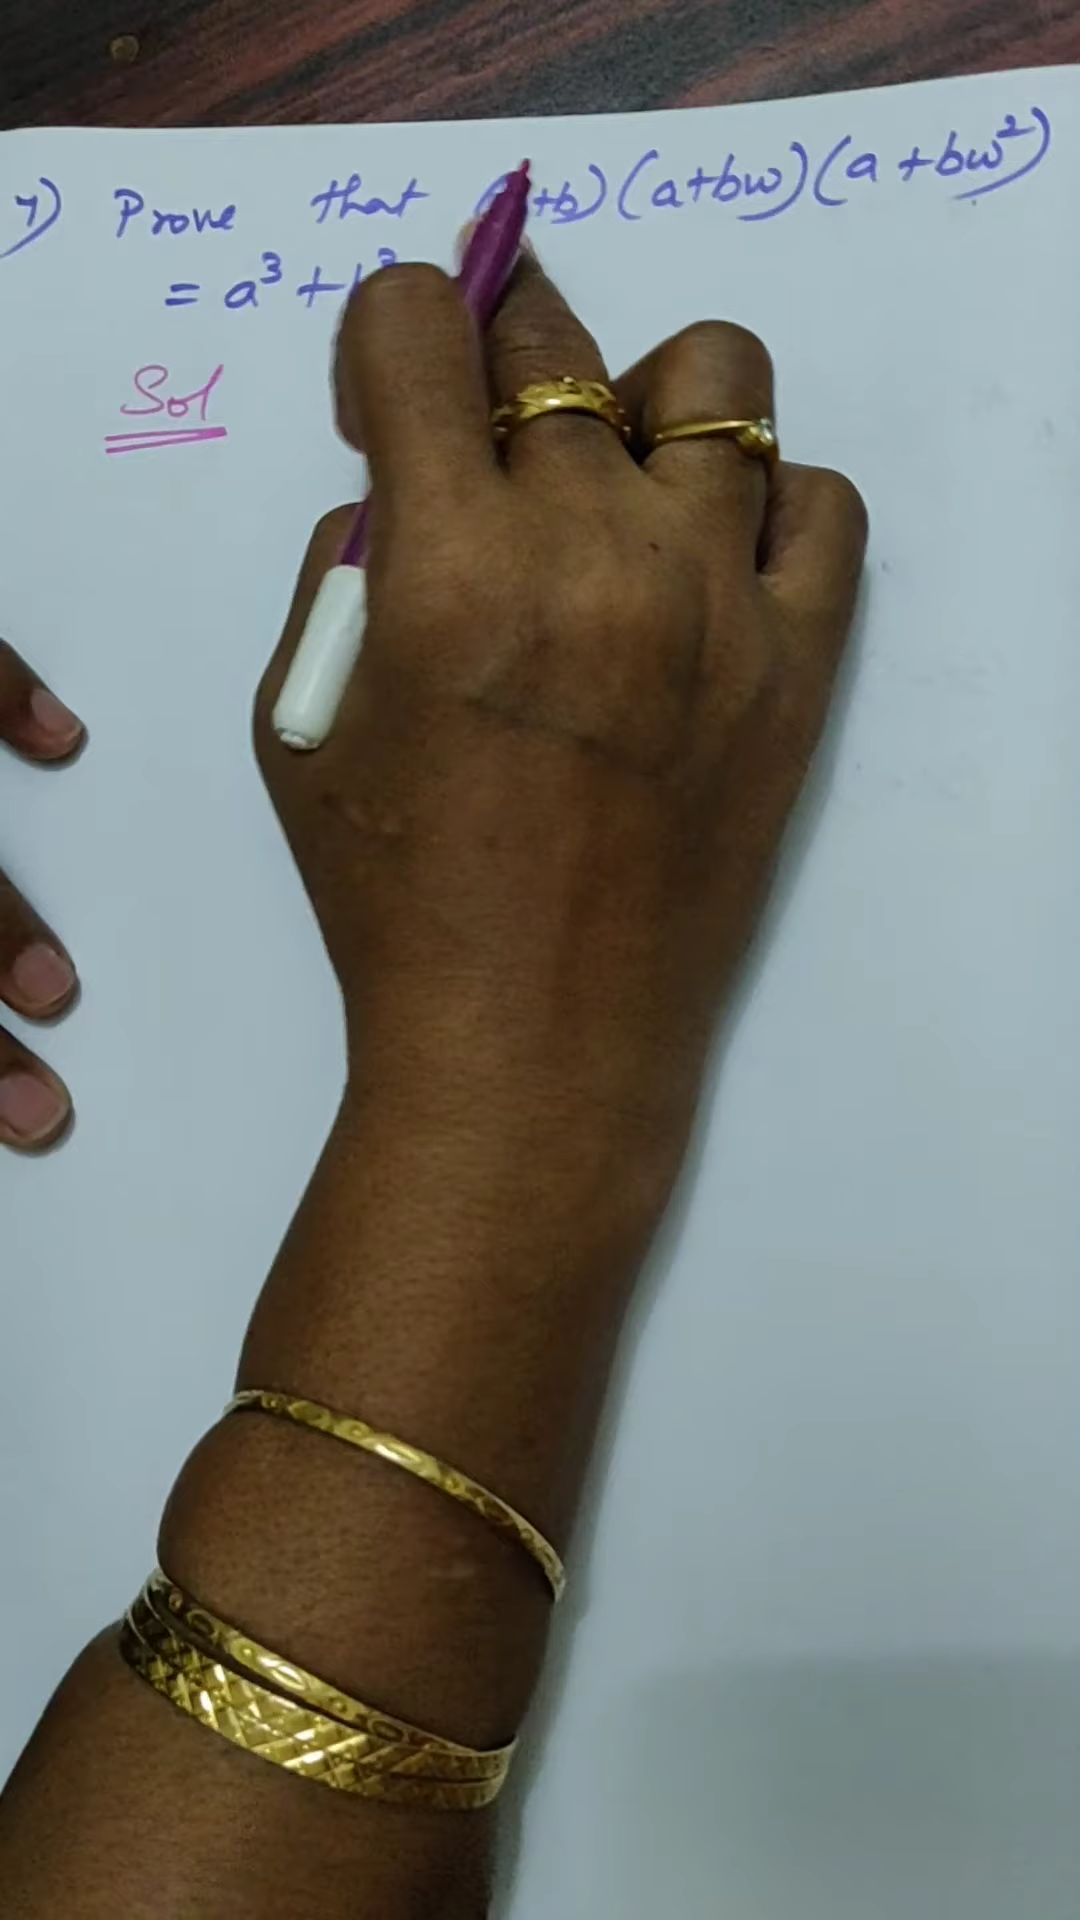 7) Prove that +b)(a+bω)(a+bω²)
= a³ +
Sol